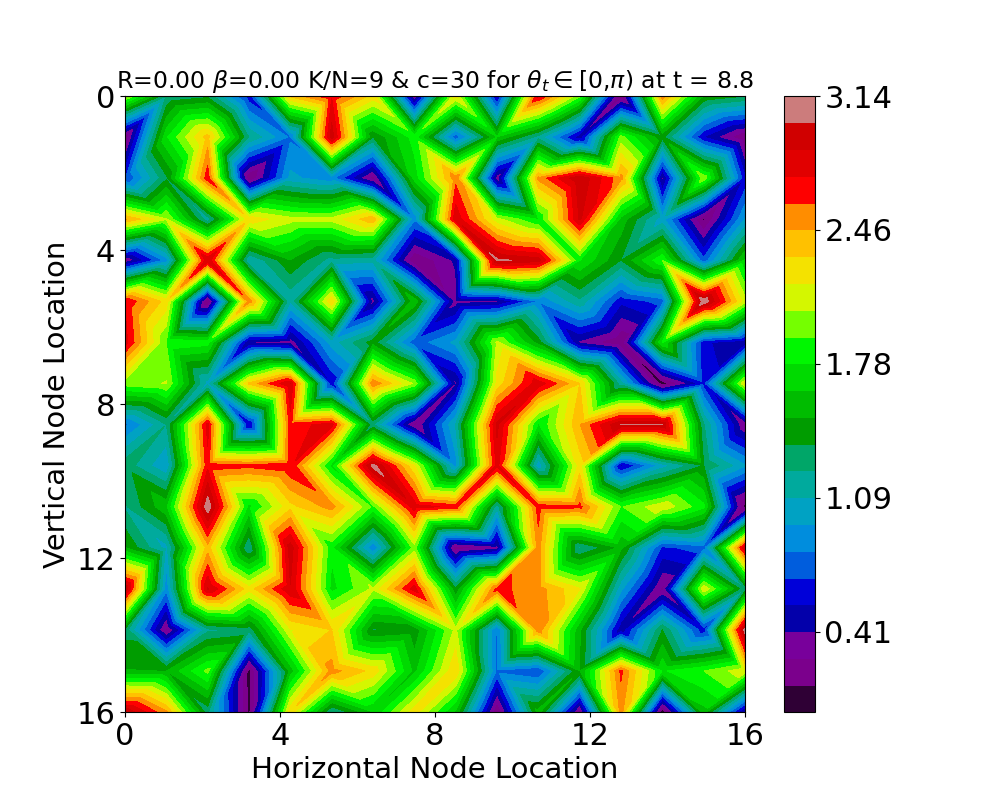 R=0.00 β=0.00 K/N=9 & c=30 for θ_t ∈ [0,π) at t = 8.8
0
4
8
12
16
Vertical Node Location
0 4 8 12 16
Horizontal Node Location
3.14
2.46
1.78
1.09
0.41